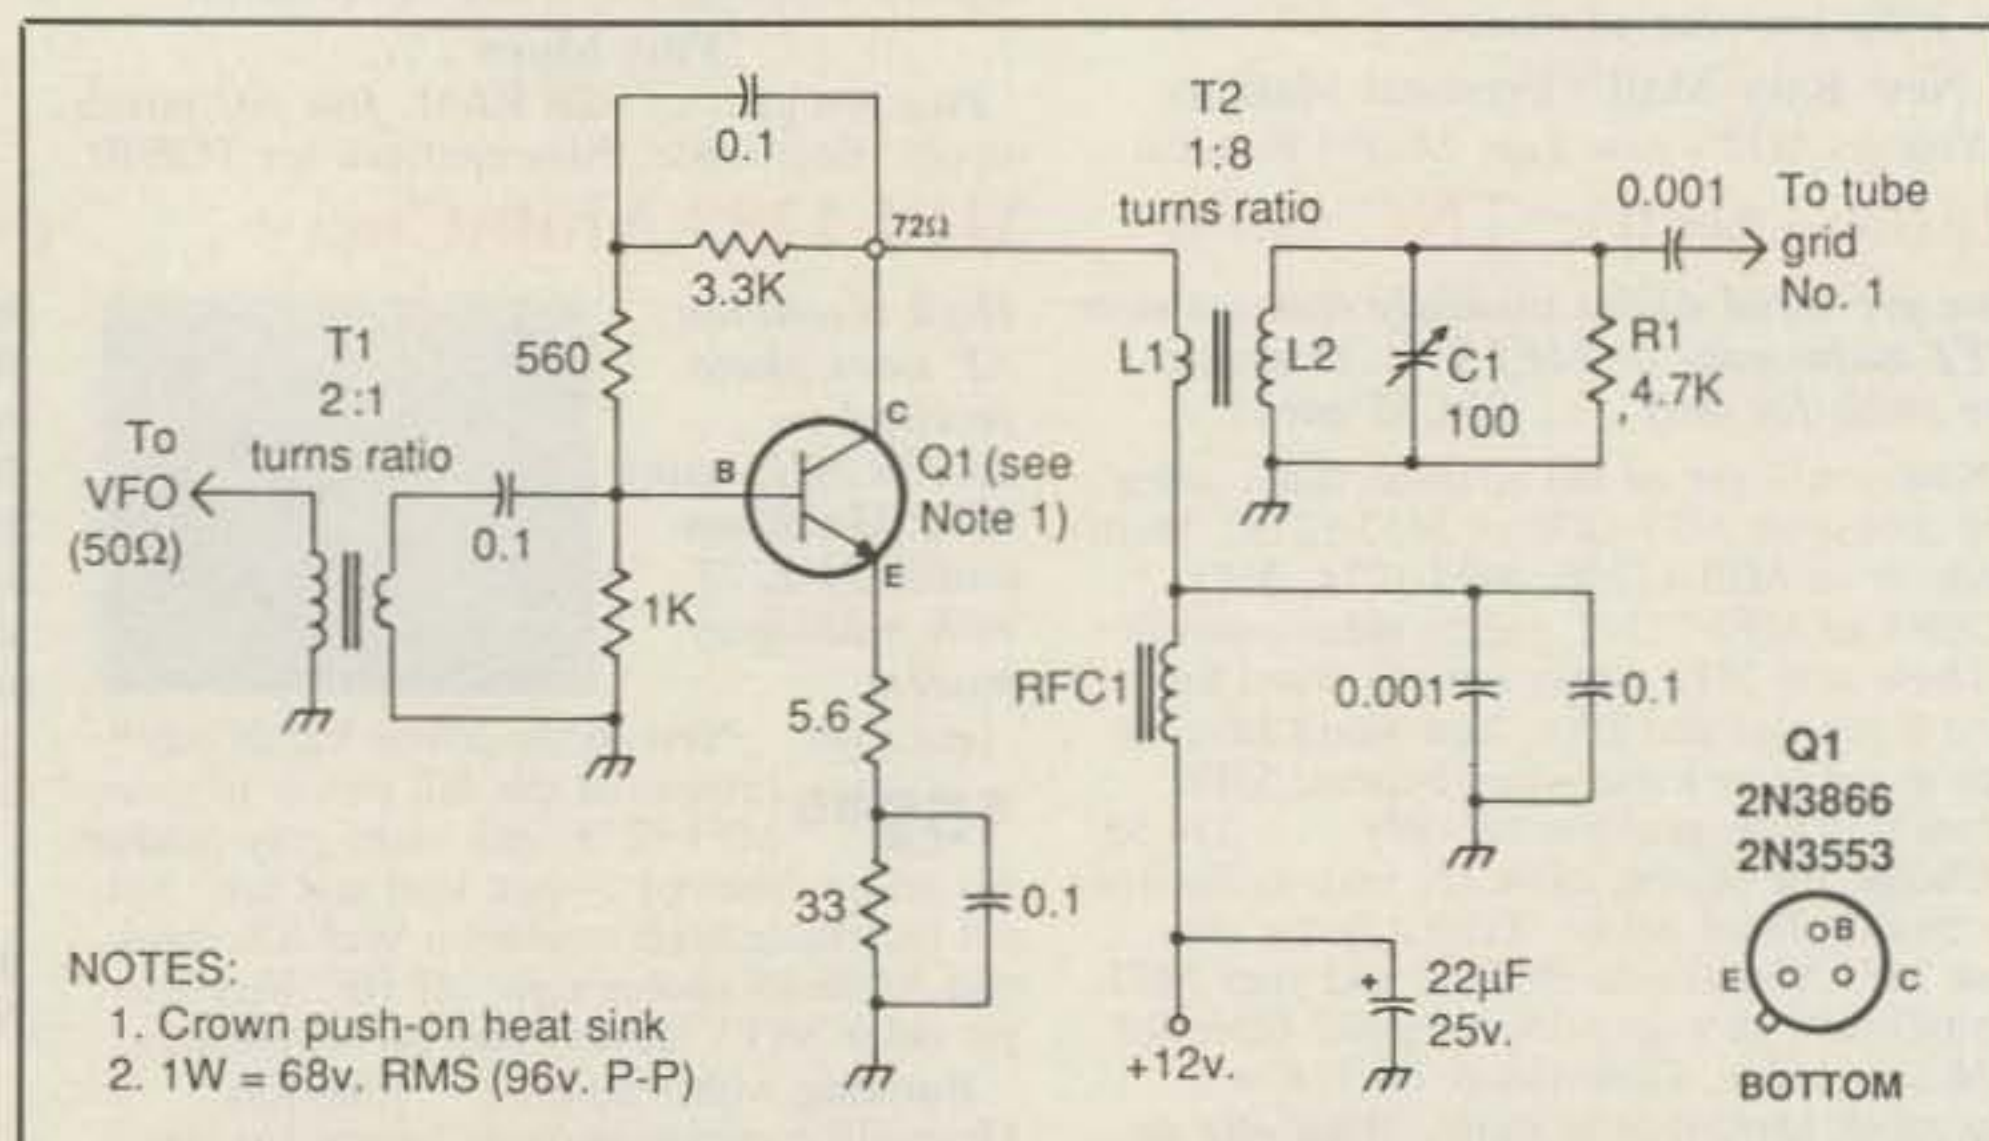 T2
1:8
turns ratio
0.1
72Ω
0.001
To tube
grid
No. 1
3.3K
T1
2:1
turns ratio
560
L1
L2
C1
100
R1
4.7K
To
VFO
(50Ω)
0.1
B
C
E
Q1 (see
Note 1)
1K
5.6
RFC1
0.001
0.1
33
0.1
+
22µF
25v.
+12v.
Q1
2N3866
2N3553
B
E
C
BOTTOM
NOTES:
1. Crown push-on heat sink
2. 1W = 68v. RMS (96v. P-P)